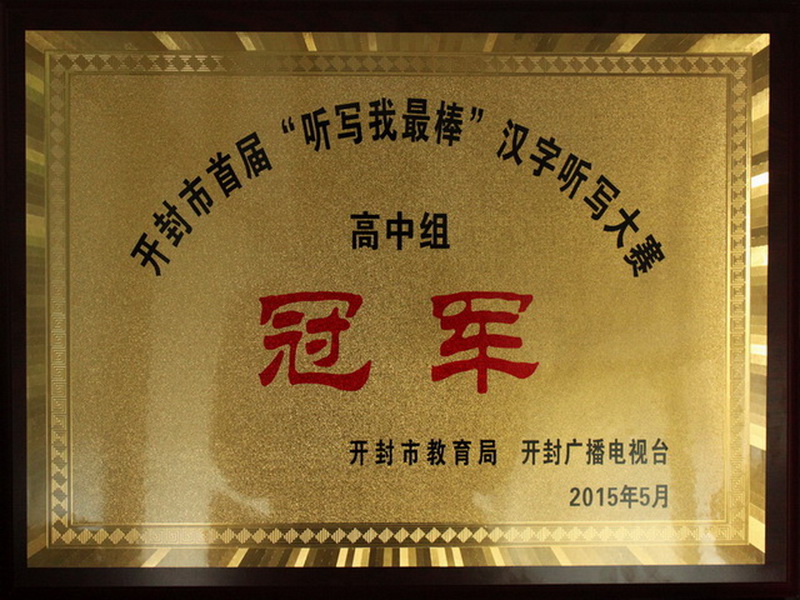 开封市首届“听写我最棒”汉字听写大赛
高中组
冠军
开封市教育局 开封广播电视台
2015年5月